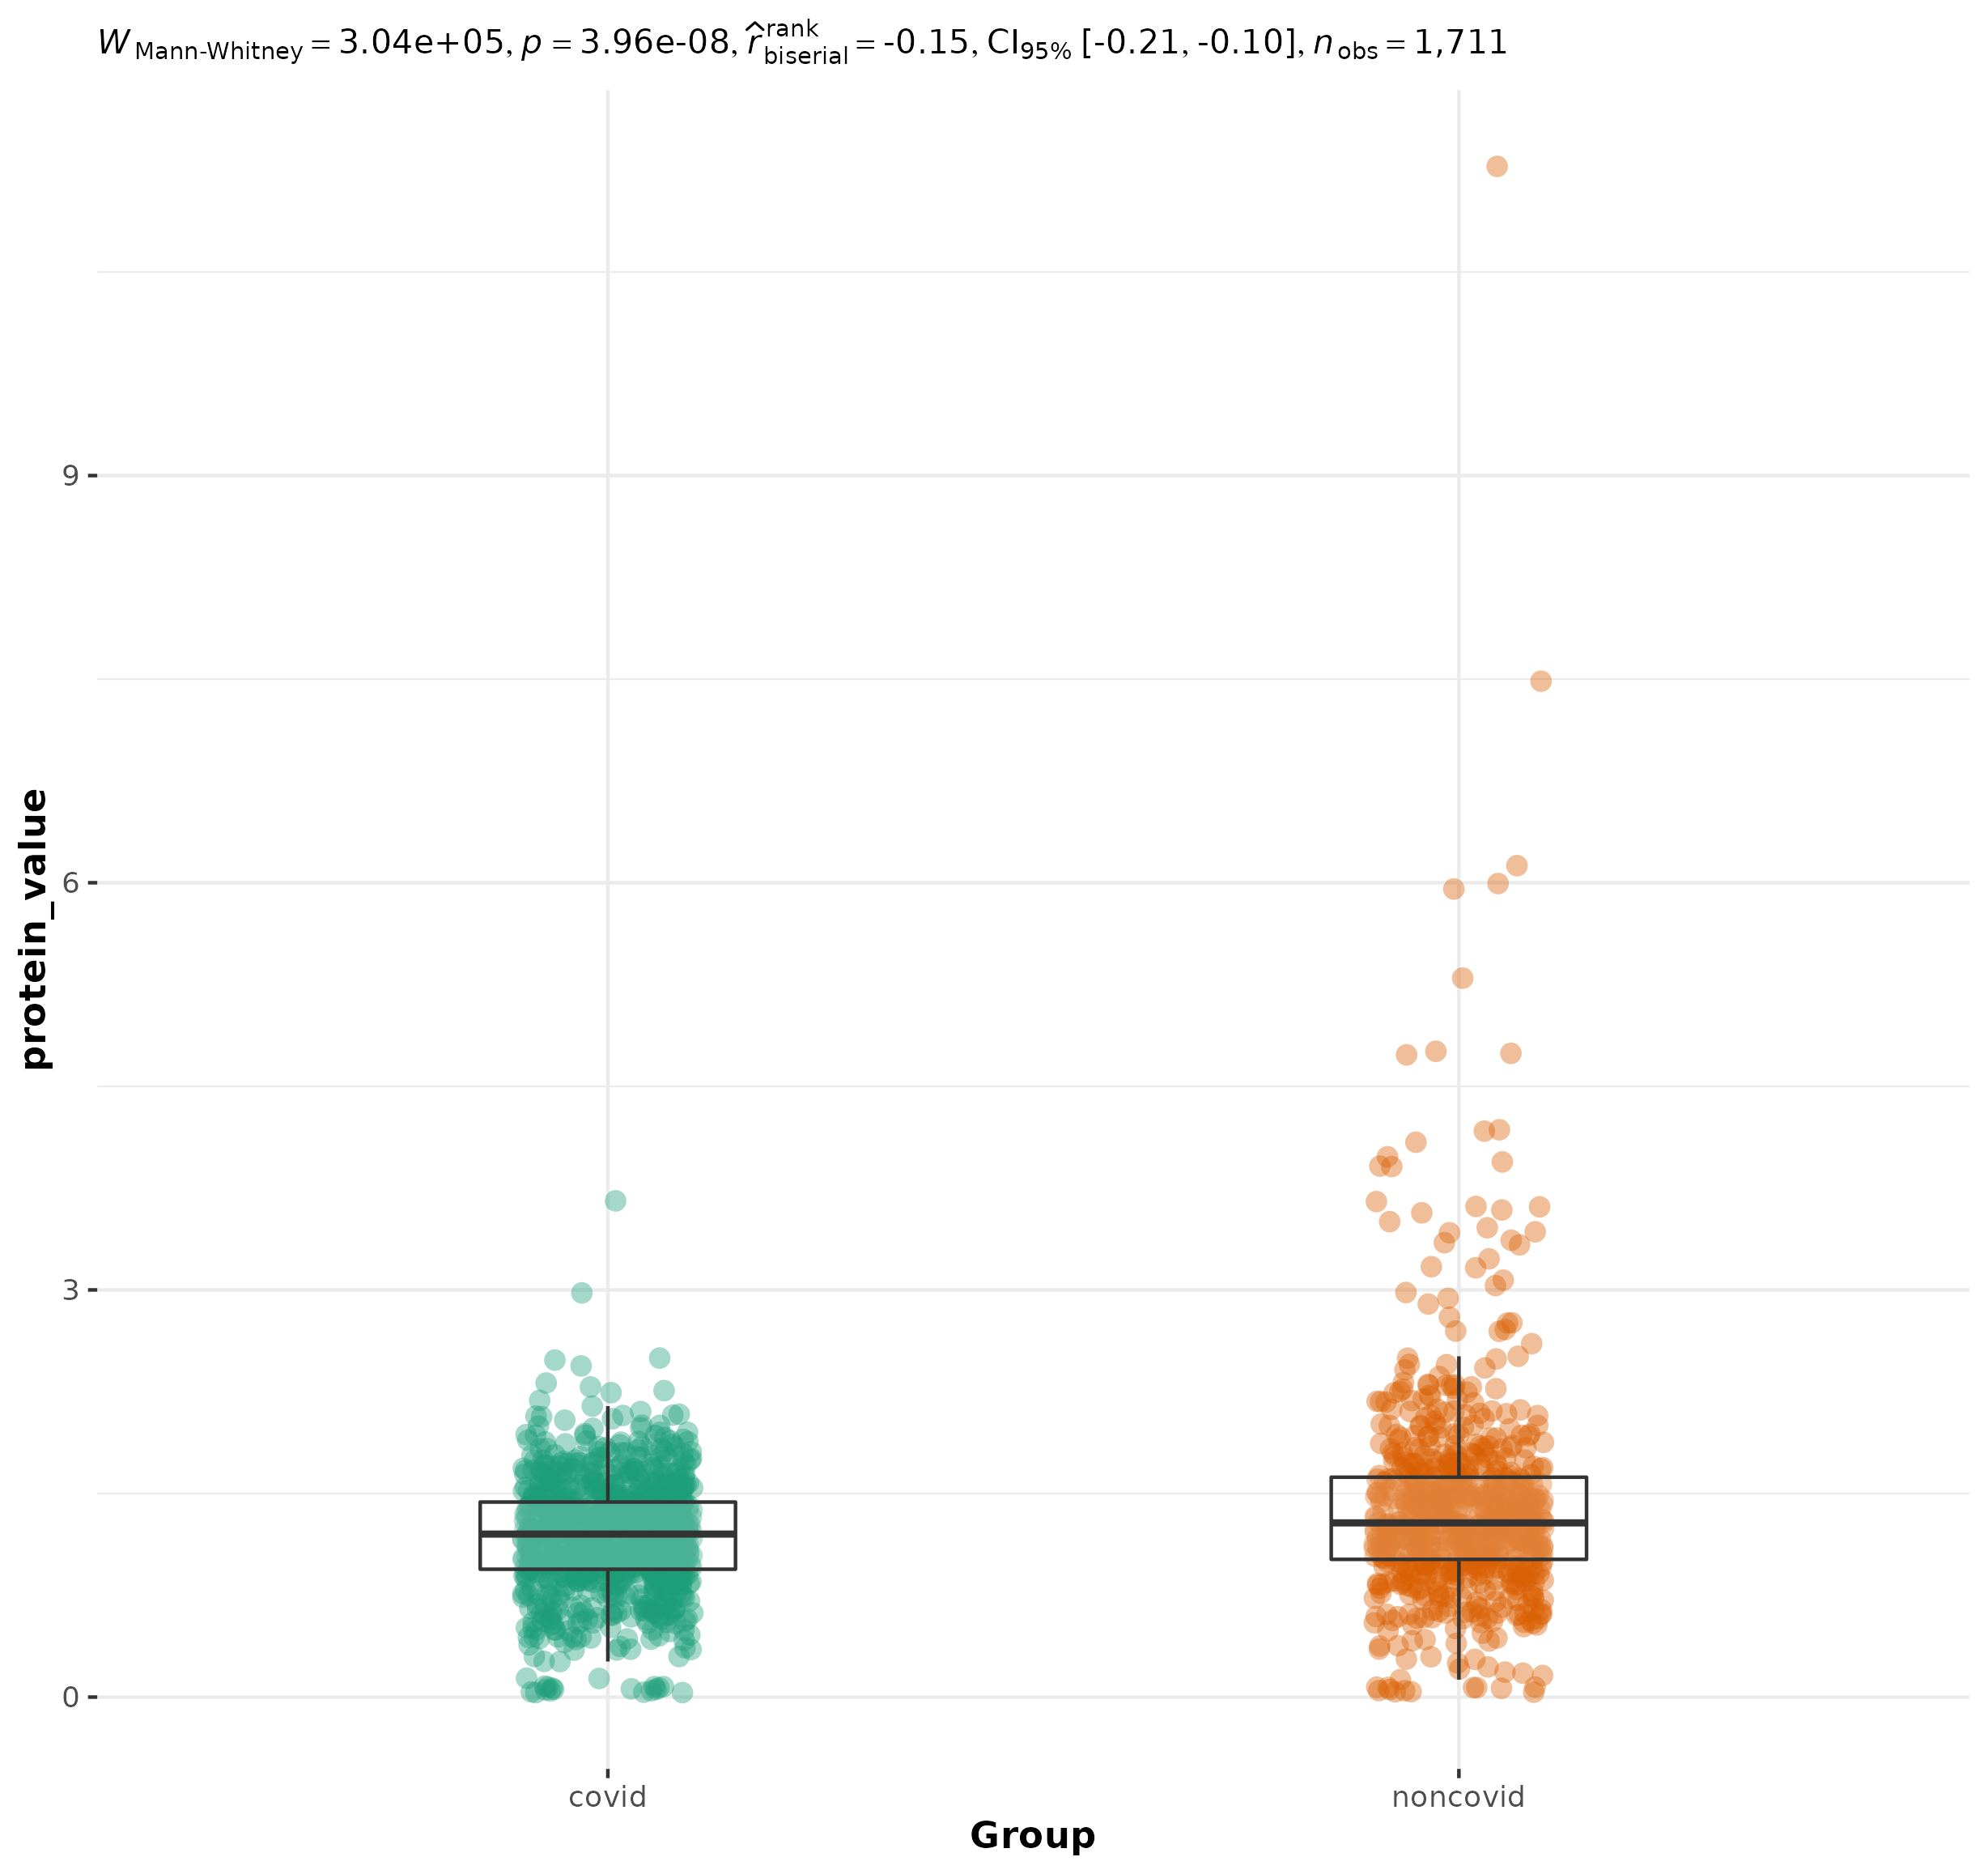 W Mann-Whitney = 3.04e+05, p = 3.96e-08, r̂ rank biserial = -0.15, CI95% [-0.21, -0.10], n obs = 1,711
9
6
3
0
protein_value
covid noncovid
Group